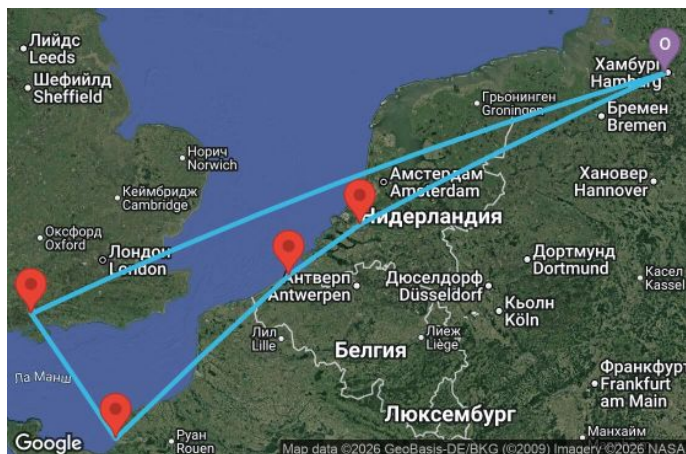 Лийдс
Leeds
Шефийлд
Sheffield
O
Хамбург
Hamburg
Грьонинген
Groningen
Бремен
Bremen
Норич
Norwich
Амстердам
Amsterdam
Хановер
Hannover
Кеймбридж
Cambridge
Нидерландия
Оксфорд
Oxford
Лондон
London
Дортмунд
Dortmund
Антверп
Antwerpen
Дюселдорф
Düsseldorf
Касел
Kassel
Кьолн
Köln
Лил
Lille
Лиеж
Liège
Белгия
Ла Манш
Франкфурт
Frankfurt
am Main
Люксембург
Руан
Rouen
Манхайм
Google
Map data ©2026 GeoBasis-DE/BKG (©2009) Imagery ©2026 NASA